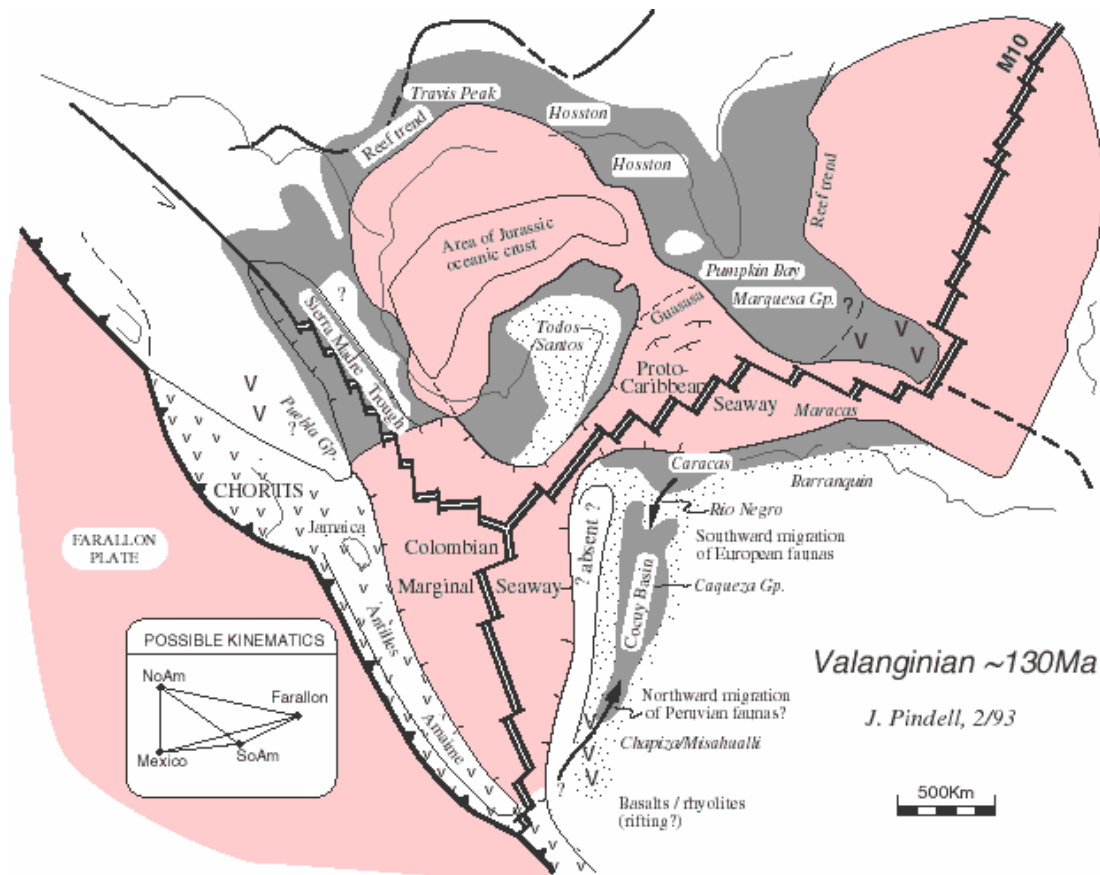 M10
Travis Peak
Hosston
Reef trend
Hosston
Reef trend
Area of Jurassic
oceanic crust
Pumpkin Bay
Marquesa Gp.
?
?
Sierra Madre
Trough
Guasasa
Todos
Santos
V V V
Proto-
Caribbean
Seaway
Maracas
V V
Puebla Gp.
?
Caracas
Barranquin
CHORTIS
Rio Negro
Jamaica
Southward migration
of European faunas
FARALLON
PLATE
Colombian
Marginal Seaway
? absent ?
Cocuy Basin
Caqueza Gp.
Antilles
POSSIBLE KINEMATICS
NoAm
Farallon
Mexico
SoAm
Valanginian ~130Ma
J. Pindell, 2/93
Northward migration
of Peruvian faunas?
Amaime
Chapiza/Misahualli
V
V
V
?
500Km
Basalts / rhyolites
(rifting?)